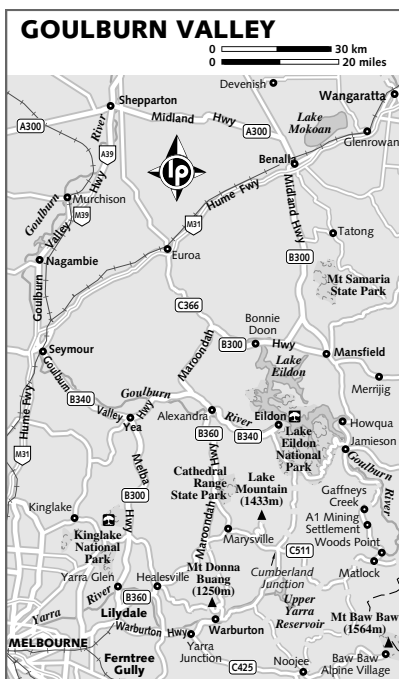 GOULBURN VALLEY
0 30 km
0 20 miles
Devenish
Shepparton
Wangaratta
Midland Hwy
Lake
Mokoan
A300
A300
River
Glenrowan
A39
Benalla
lp
Hwy
Goulburn
Murchison
M39
Hume Fwy
Midland Hwy
Valley
M31
Tatong
Nagambie
Euroa
B300
Goulburn
Mt Samaria
State Park
C366
Bonnie
Doon
B300
Hwy
Maroondah
Lake
Eildon
Seymour
Mansfield
Goulburn
Goulburn
Merrijig
B340
Valley
Hwy
Yea
Hume Fwy
Alexandra
River
B360
B340
Eildon
Lake
Eildon
National
Park
Howqua
Jamieson
Goulburn
River
M31
Melba
Hwy
B300
Cathedral
Range
State Park
Hwy
Maroondah
Lake
Mountain
(1433m)
Gaffneys
Creek
A1 Mining
Settlement
Woods Point
Kinglake
Kinglake
National
Park
Marysville
C511
Matlock
Yarra Glen
Healesville
Mt Donna
Buang
(1250m)
Cumberland
Junction
Yarra
River
B360
Upper
Yarra
Reservoir
Lilydale
Mt Baw Baw
(1564m)
Warburton Hwy
Warburton
MELBOURNE
Yarra
Junction
Ferntree
Gully
C425
Noojee
Baw Baw
Alpine Village